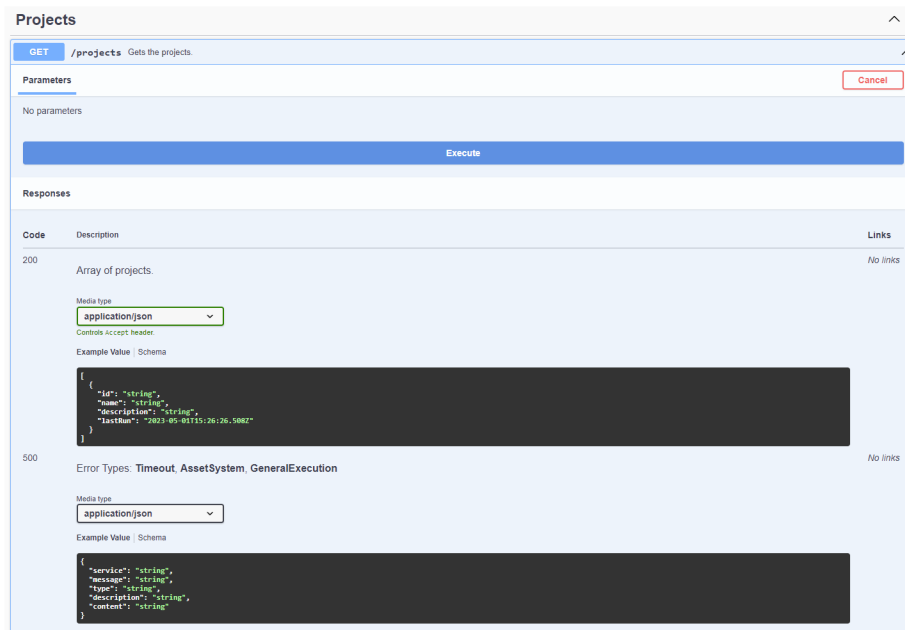 Projects
GET /projects Gets the projects.
Parameters Cancel
No parameters
Execute
Responses
Code Description Links
200 No links
Array of projects.
Media type
application/json
Controls Accept header.
Example Value | Schema
[
{
"id": "string",
"name": "string",
"description": "string",
"lastRun": "2023-05-01T15:26:26.508Z"
}
]
500 No links
Error Types: Timeout, AssetSystem, GeneralExecution
Media type
application/json
Example Value | Schema
{
"service": "string",
"message": "string",
"type": "string",
"description": "string",
"content": "string"
}